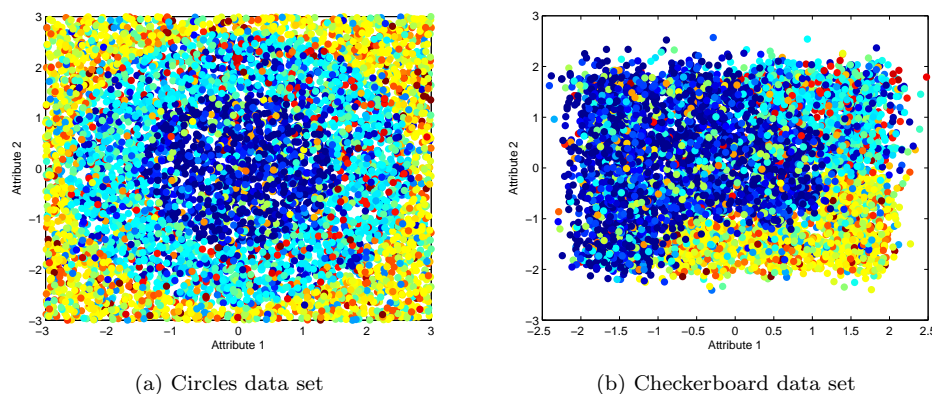 3
2
1
0
−1
−2
−3
Attribute 2
−3 −2 −1 0 1 2 3
Attribute 1
(a) Circles data set
3
2
1
0
−1
−2
−3
Attribute 2
−2.5 −2 −1.5 −1 −0.5 0 0.5 1 1.5 2 2.5
Attribute 1
(b) Checkerboard data set